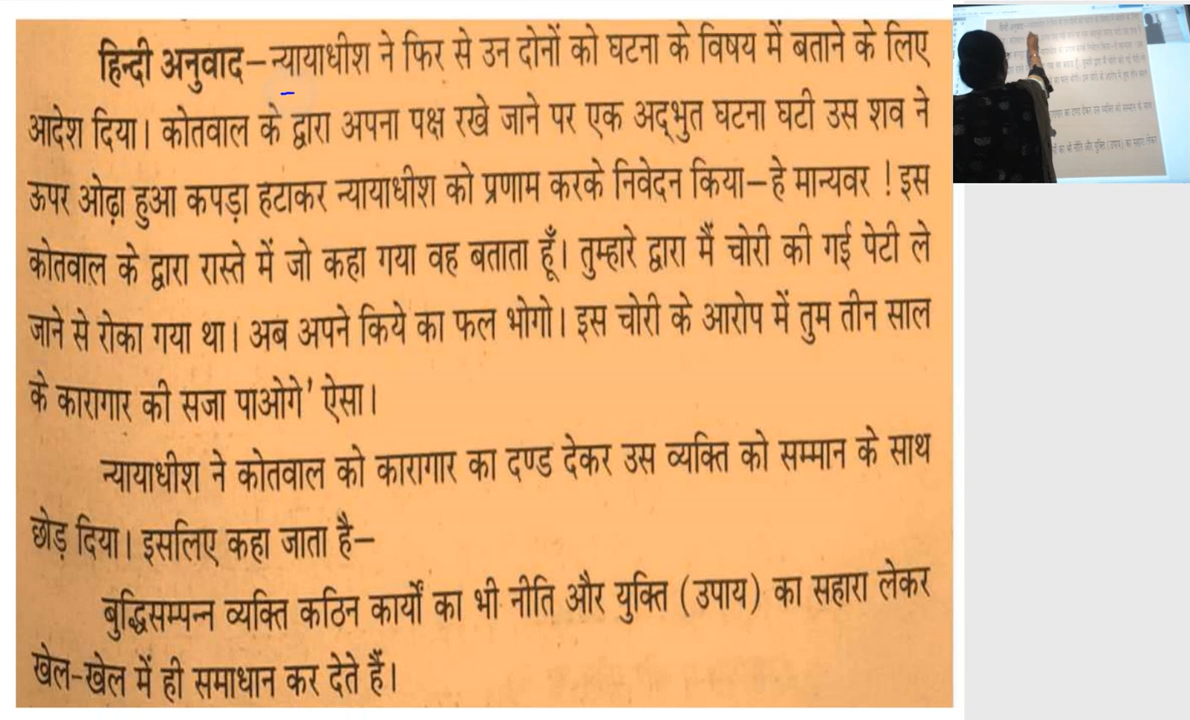 हिन्दी अनुवाद–न्यायाधीश ने फिर से उन दोनों को घटना के विषय में बताने के लिए
आदेश दिया। कोतवाल के द्वारा अपना पक्ष रखे जाने पर एक अद्भुत घटना घटी उस शव ने
ऊपर ओढ़ा हुआ कपड़ा हटाकर न्यायाधीश को प्रणाम करके निवेदन किया–हे मान्यवर ! इस
कोतवाल के द्वारा रास्ते में जो कहा गया वह बताता हूँ। तुम्हारे द्वारा मैं चोरी की गई पेटी ले
जाने से रोका गया था। अब अपने किये का फल भोगो। इस चोरी के आरोप में तुम तीन साल
के कारागार की सजा पाओगे' ऐसा।
न्यायाधीश ने कोतवाल को कारागार का दण्ड देकर उस व्यक्ति को सम्मान के साथ
छोड़ दिया। इसलिए कहा जाता है–
बुद्धिसम्पन्न व्यक्ति कठिन कार्यों का भी नीति और युक्ति (उपाय) का सहारा लेकर
खेल-खेल में ही समाधान कर देते हैं।